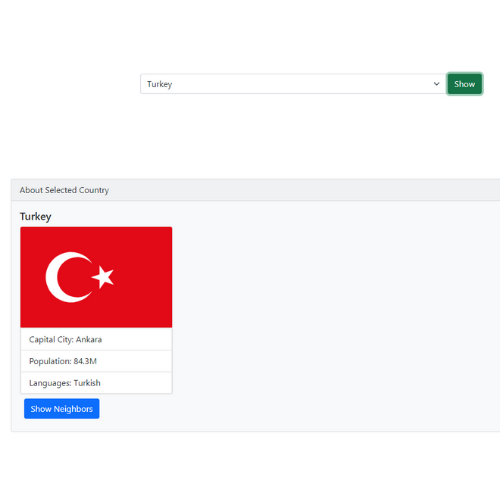 Turkey
Show
About Selected Country
Turkey
Capital City: Ankara
Population: 84.3M
Languages: Turkish
Show Neighbors